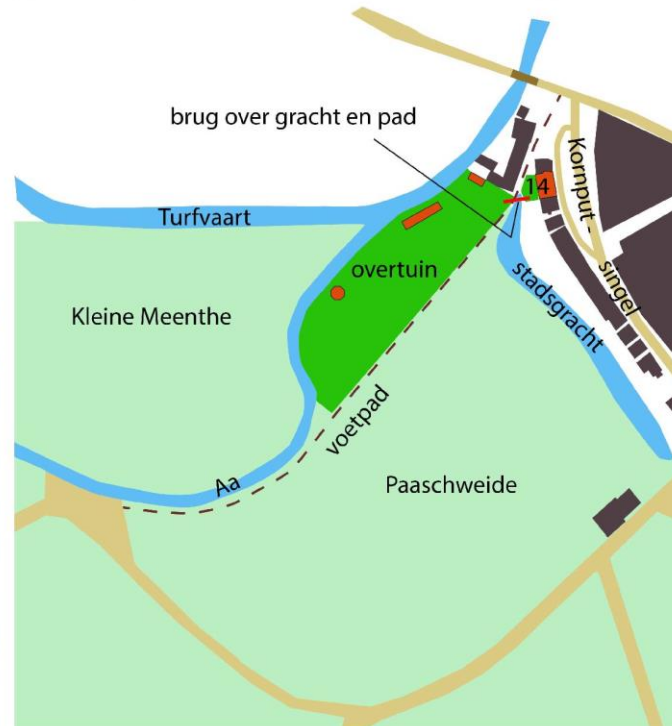 brug over gracht en pad
14
Kornput -
singel
Turfvaart
overtuin
stadsgracht
Kleine Meenthe
voetpad
Aa
Paaschweide